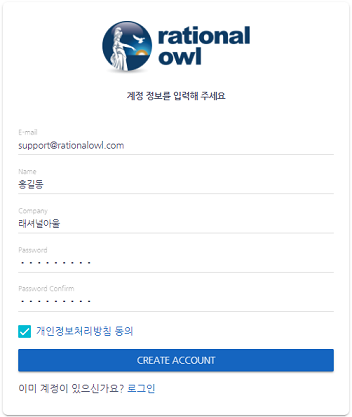 rational
owl
계정 정보를 입력해 주세요
E-mail
support@rationalowl.com
Name
홍길동
Company
래셔널아울
Password
•••••••••
Password Confirm
•••••••••
개인정보처리방침 동의
CREATE ACCOUNT
이미 계정이 있으신가요? 로그인